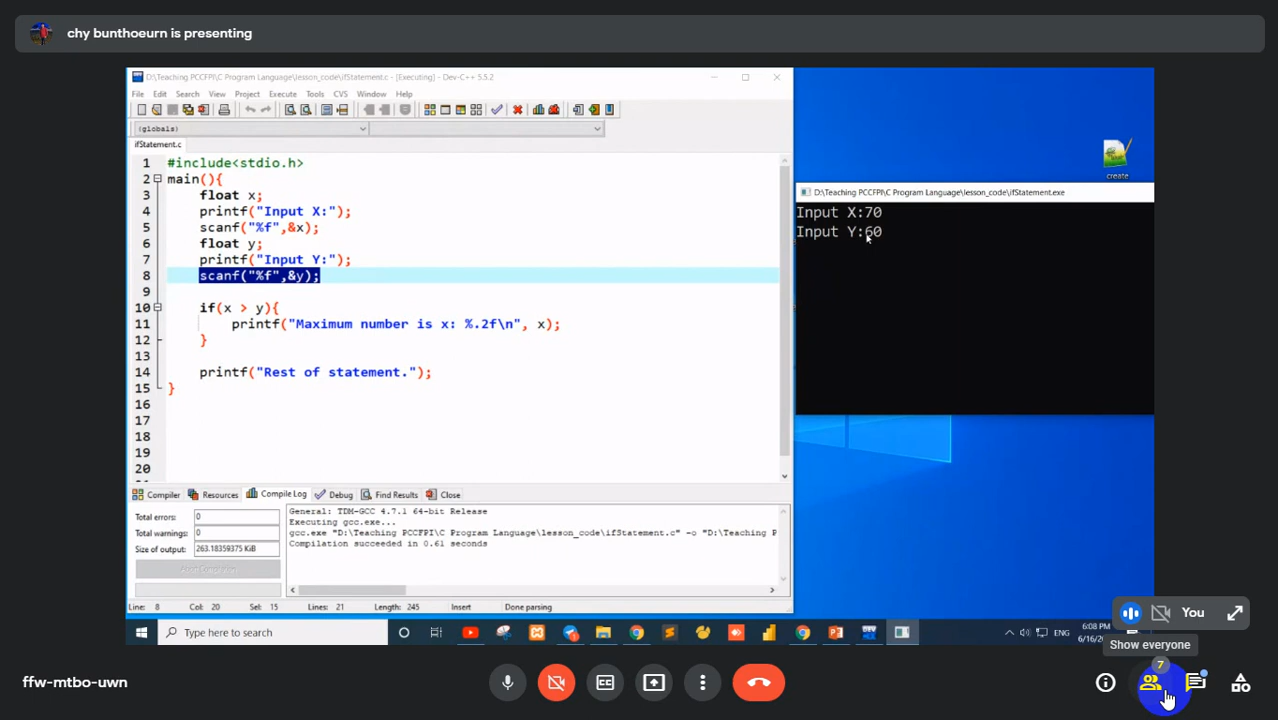 chy bunthoeurn is presenting
D:\Teaching PCCFPI\C Program Language\lesson_code\ifStatement.c - [Executing] - Dev-C++ 5.5.2
File Edit Search View Project Execute Tools CVS Window Help
(globals)
ifStatement.c
1 #include<stdio.h>
2 main(){
3 float x;
4 printf("Input X:");
5 scanf("%f",&x);
6 float y;
7 printf("Input Y:");
8 scanf("%f",&y);
9
10 if(x > y){
11 printf("Maximum number is x: %.2f\n", x);
12 }
13
14 printf("Rest of statement.");
15 }
16
17
18
19
20
create
D:\Teaching PCCFPI\C Program Language\lesson_code\ifStatement.exe
Input X:70
Input Y:60
Compiler Resources Compile Log Debug Find Results Close
Total errors: 0
Total warnings: 0
Size of output: 263.18359375 KiB
General: TDM-GCC 4.7.1 64-bit Release
Executing gcc.exe...
gcc.exe "D:\Teaching PCCFPI\C Program Language\lesson_code\ifStatement.c" -o "D:\Teaching P
Compilation succeeded in 0.61 seconds
Line: 8 Col: 20 Sel: 15 Lines: 21 Length: 245 Insert Done parsing
Type here to search
ENG
6:08 PM
You
Show everyone
7
ffw-mtbo-uwn